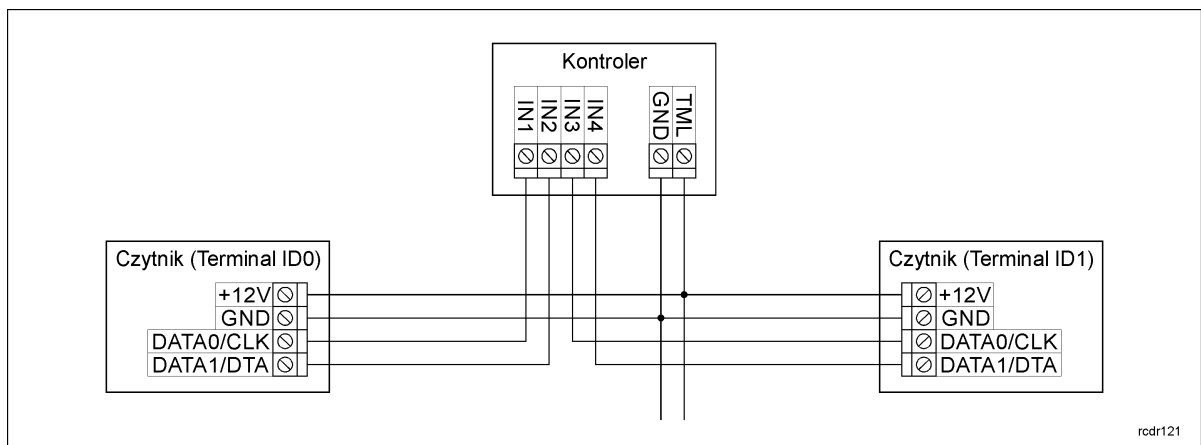 Kontroler
IN1
IN2
IN3
IN4
GND
TML
Czytnik (Terminal ID0)
+12V
GND
DATA0/CLK
DATA1/DTA
Czytnik (Terminal ID1)
+12V
GND
DATA0/CLK
DATA1/DTA
rcdr121